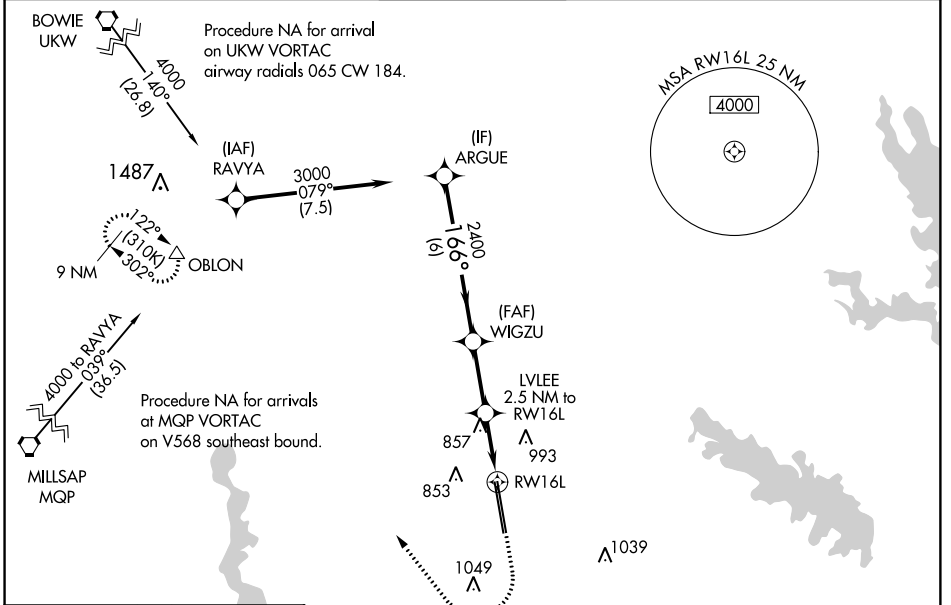 BOWIE
UKW
4000
140°
(26.8)
Procedure NA for arrival
on UKW VORTAC
airway radials 065 CW 184.
MSA RW16L 25 NM
4000
(IAF)
RAVYA
1487
3000
079°
(7.5)
(IF)
ARGUE
2400
166°
(6)
122°
(310K)
302°
9 NM
OBLON
(FAF)
WIGZU
4000 to RAVYA
039°
(36.5)
Procedure NA for arrivals
at MQP VORTAC
on V568 southeast bound.
MILLSAP
MQP
LVLEE
2.5 NM to
RW16L
857
993
853
RW16L
1049
1039